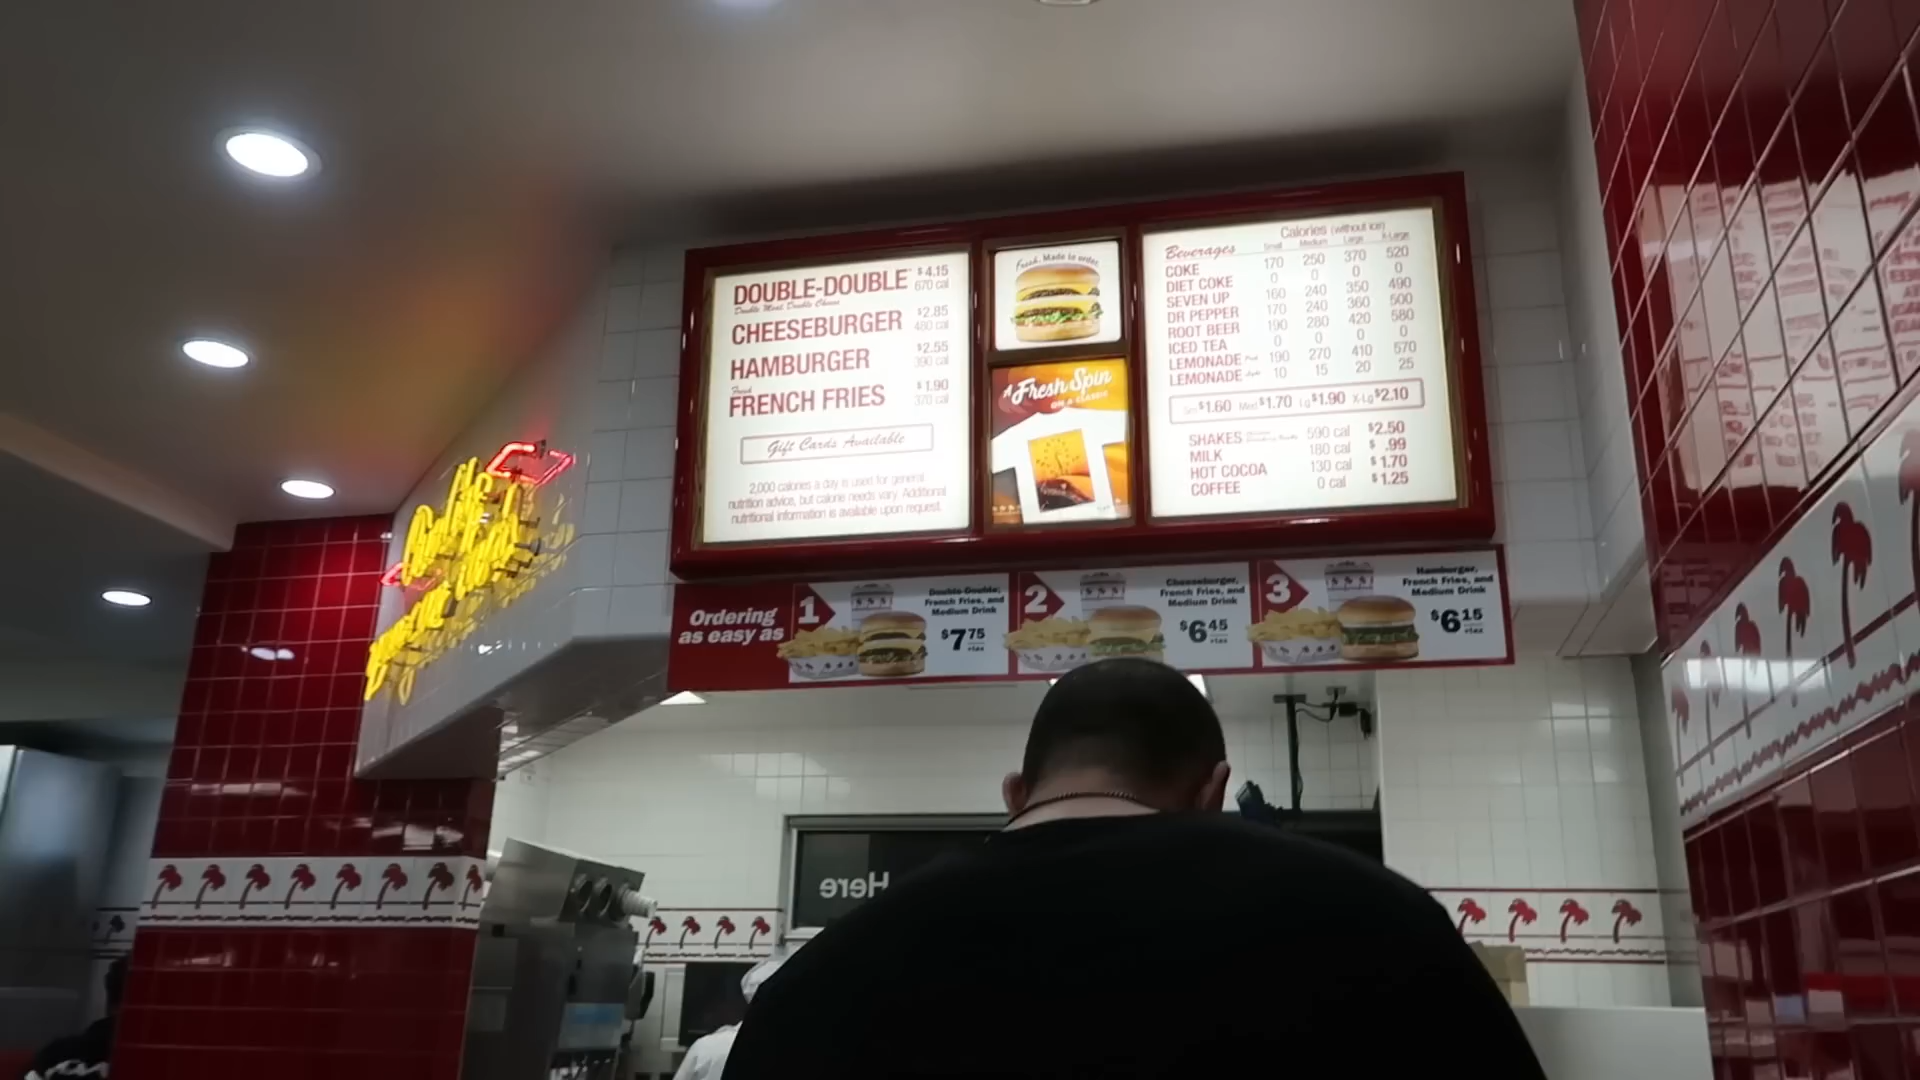 DOUBLE-DOUBLE $4.15
Double Meat Double Cheese 670 cal
CHEESEBURGER $2.85
480 cal
HAMBURGER $2.55
390 cal
Fresh
FRENCH FRIES $1.90
370 cal
Gift Cards Available
2,000 calories a day is used for general
nutrition advice, but calorie needs vary. Additional
nutritional information is available upon request.
Fresh. Made to order.
A Fresh Spin
ON A CLASSIC
Calories (without ice)
Beverages Small Medium Large X-Large
COKE 170 250 370 520
DIET COKE 0 0 0 0
SEVEN UP 160 240 350 490
DR PEPPER 170 240 360 500
ROOT BEER 190 280 420 580
ICED TEA 0 0 0 0
LEMONADE 190 270 410 570
LEMONADE 10 15 20 25
Sm $1.60 Med $1.70 Lg $1.90 X-Lg $2.10
SHAKES 590 cal $2.50
MILK 180 cal $.99
HOT COCOA 130 cal $1.70
COFFEE 0 cal $1.25
Ordering
as easy as
1
Double-Double,
French Fries, and
Medium Drink
$7.75
+tax
2
Cheeseburger,
French Fries, and
Medium Drink
$6.45
+tax
3
Hamburger,
French Fries, and
Medium Drink
$6.15
+tax
Here